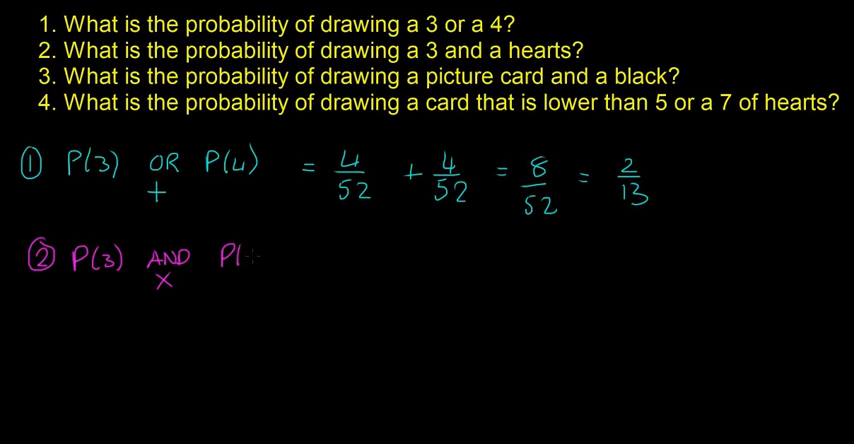 1. What is the probability of drawing a 3 or a 4?
2. What is the probability of drawing a 3 and a hearts?
3. What is the probability of drawing a picture card and a black?
4. What is the probability of drawing a card that is lower than 5 or a 7 of hearts?
① P(3) OR P(4) = 4/52 + 4/52 = 8/52 = 2/13
+
② P(3) AND P(
×